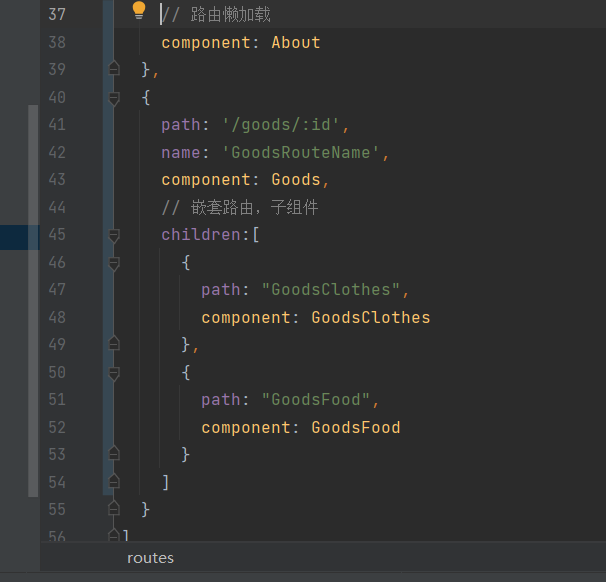 37 // 路由懒加载
38 component: About
39 },
40 {
41 path: '/goods/:id',
42 name: 'GoodsRouteName',
43 component: Goods,
44 // 嵌套路由，子组件
45 children:[
46 {
47 path: "GoodsClothes",
48 component: GoodsClothes
49 },
50 {
51 path: "GoodsFood",
52 component: GoodsFood
53 }
54 ]
55 }
56 ]
routes